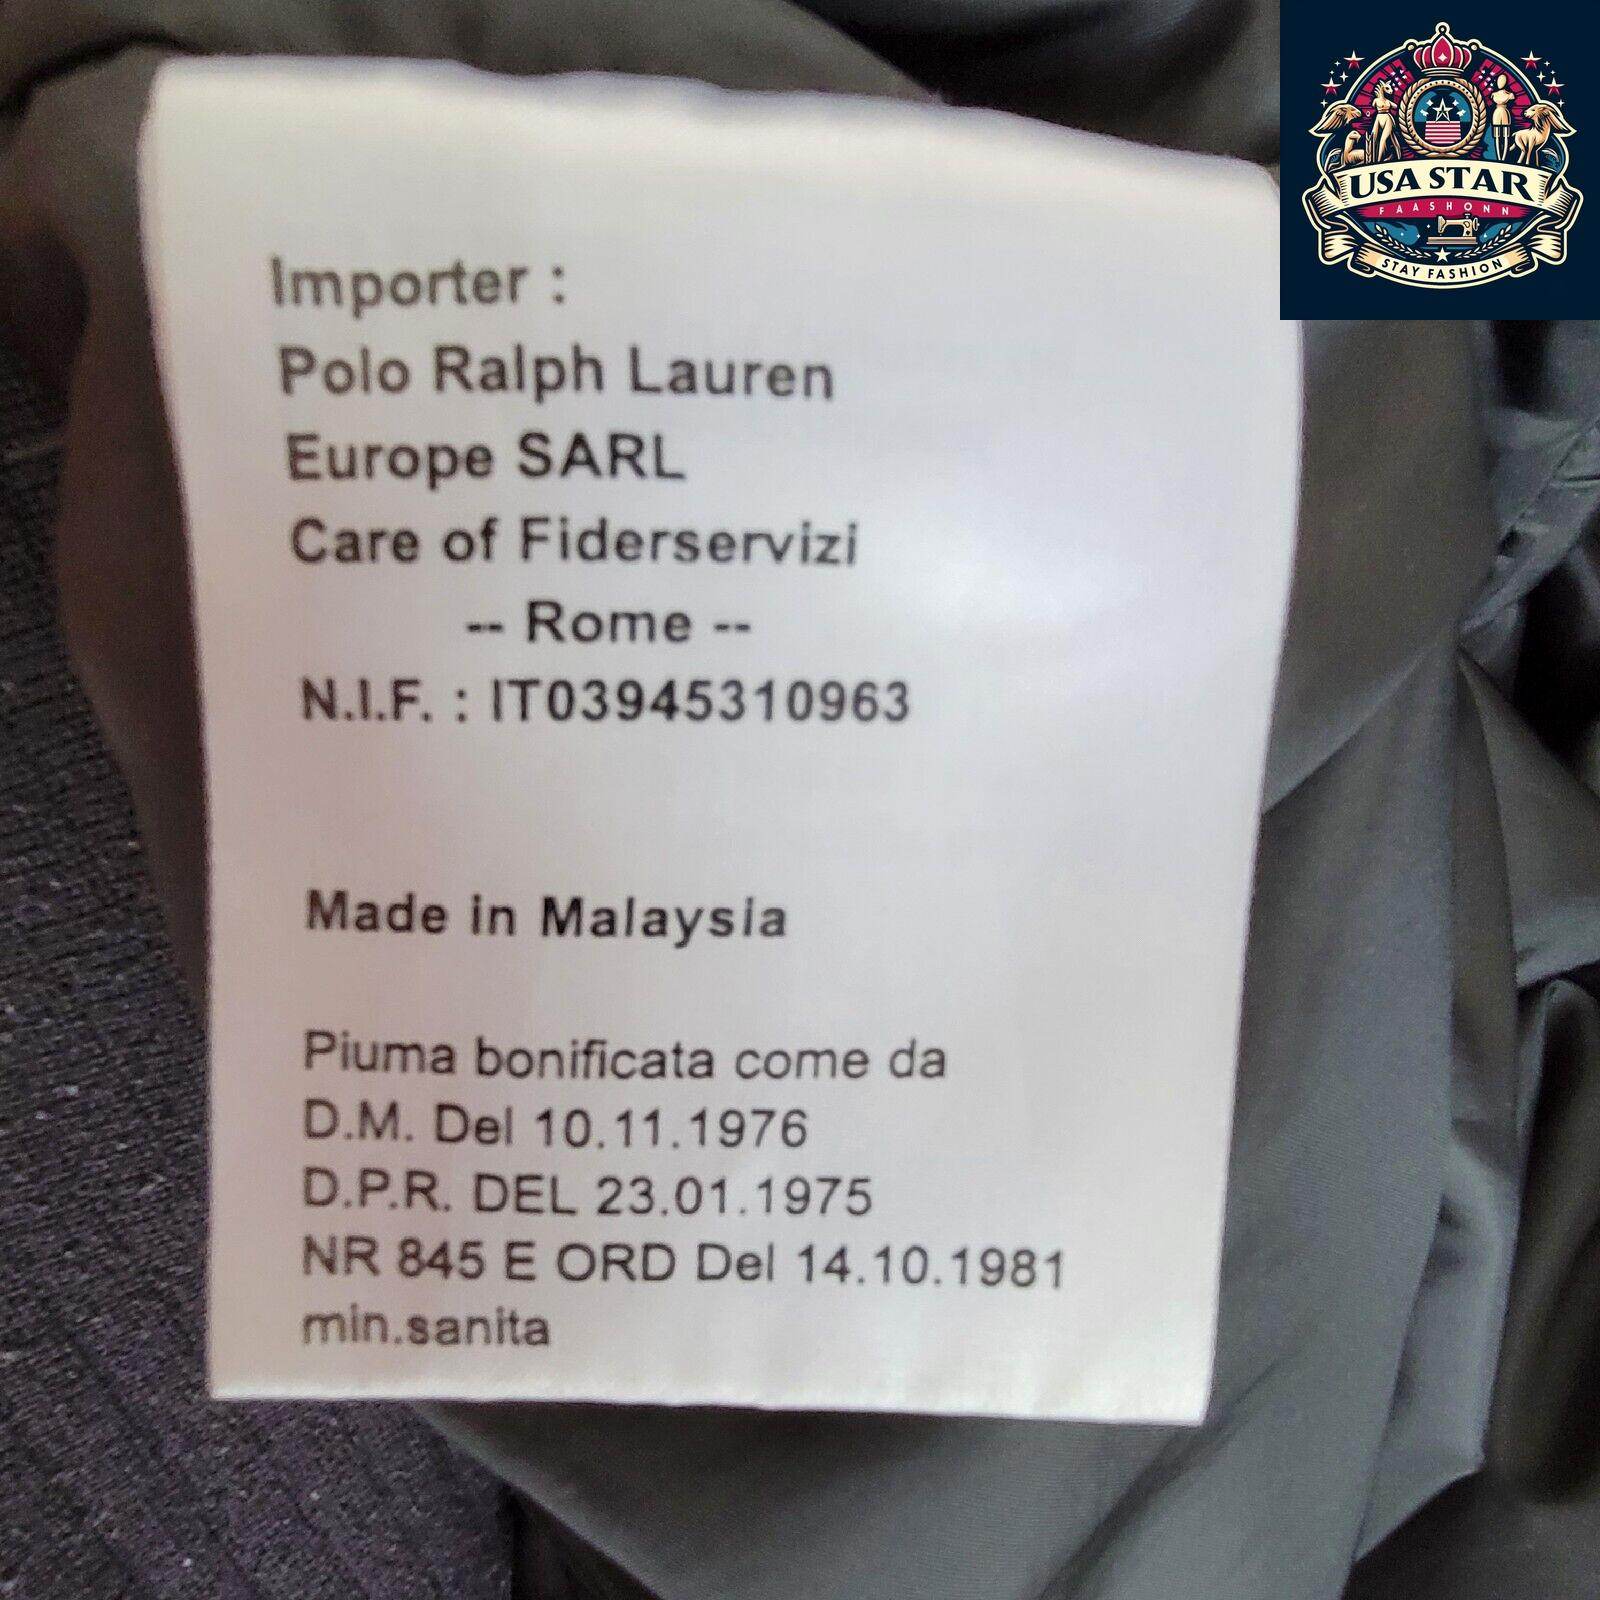 USA STAR
FAASHONN
STAY FASHION
Importer :
Polo Ralph Lauren
Europe SARL
Care of Fiderservizi
-- Rome --
N.I.F. : IT03945310963
Made in Malaysia
Piuma bonificata come da
D.M. Del 10.11.1976
D.P.R. DEL 23.01.1975
NR 845 E ORD Del 14.10.1981
min.sanita